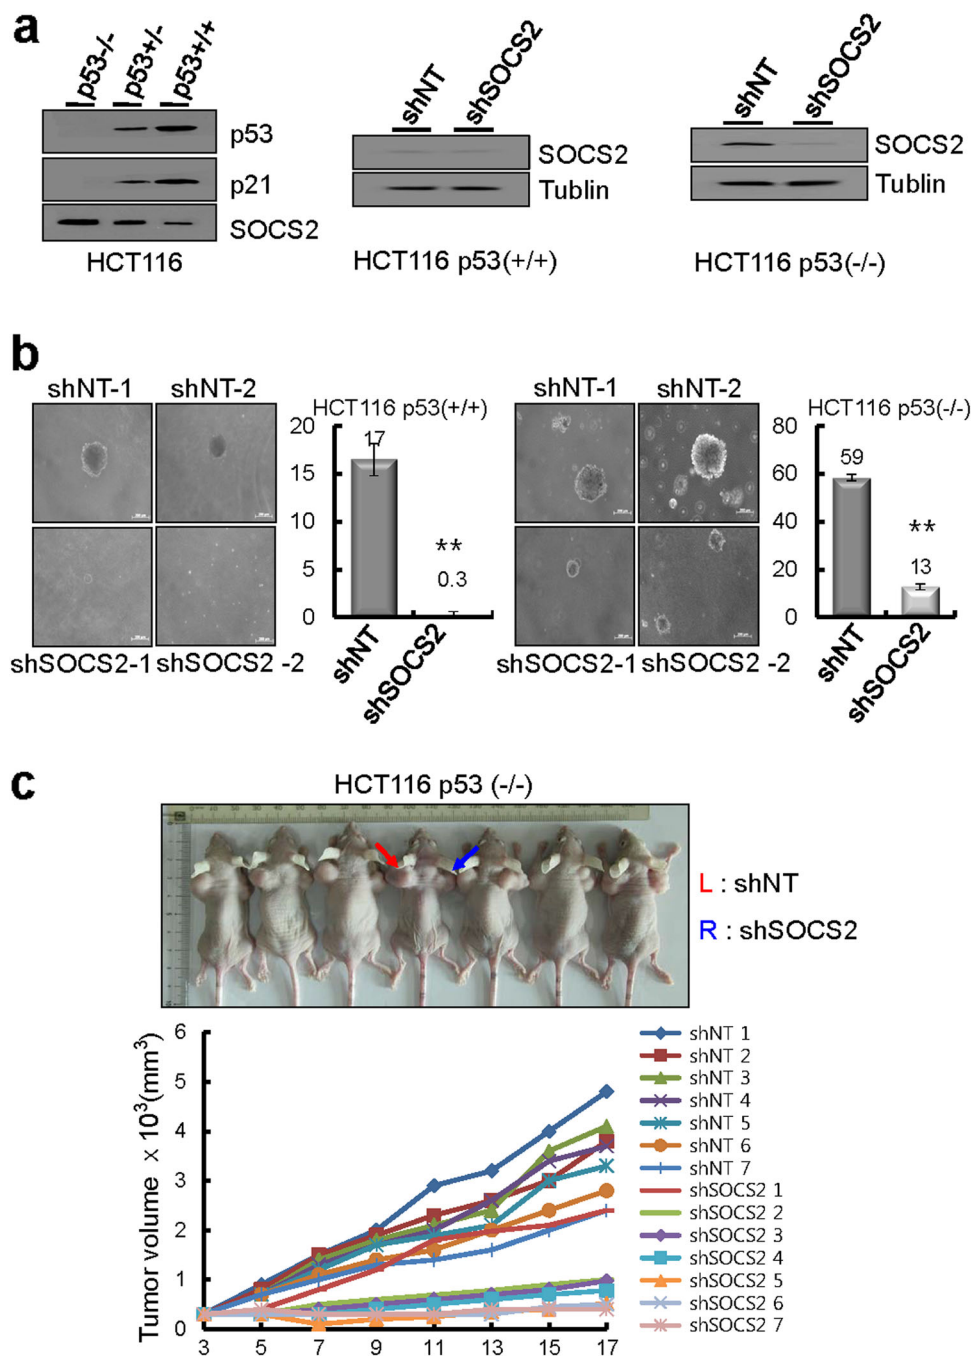 a
p53-/-
p53+/-
p53+/+
p53
p21
SOCS2
HCT116
shNT
shSOCS2
SOCS2
Tublin
HCT116 p53(+/+)
shNT
shSOCS2
SOCS2
Tublin
HCT116 p53(-/-)
b
shNT-1
shNT-2
shSOCS2-1
shSOCS2 -2
HCT116 p53(+/+)
20
15
10
5
0
17
**
0.3
shNT
shSOCS2
shNT-1
shNT-2
shSOCS2-1
shSOCS2 -2
HCT116 p53(-/-)
80
60
40
20
0
59
**
13
shNT
shSOCS2
c
HCT116 p53 (-/-)
L : shNT
R : shSOCS2
Tumor volume × 10³(mm³)
6
5
4
3
2
1
0
3 5 7 9 11 13 15 17
shNT 1
shNT 2
shNT 3
shNT 4
shNT 5
shNT 6
shNT 7
shSOCS2 1
shSOCS2 2
shSOCS2 3
shSOCS2 4
shSOCS2 5
shSOCS2 6
shSOCS2 7